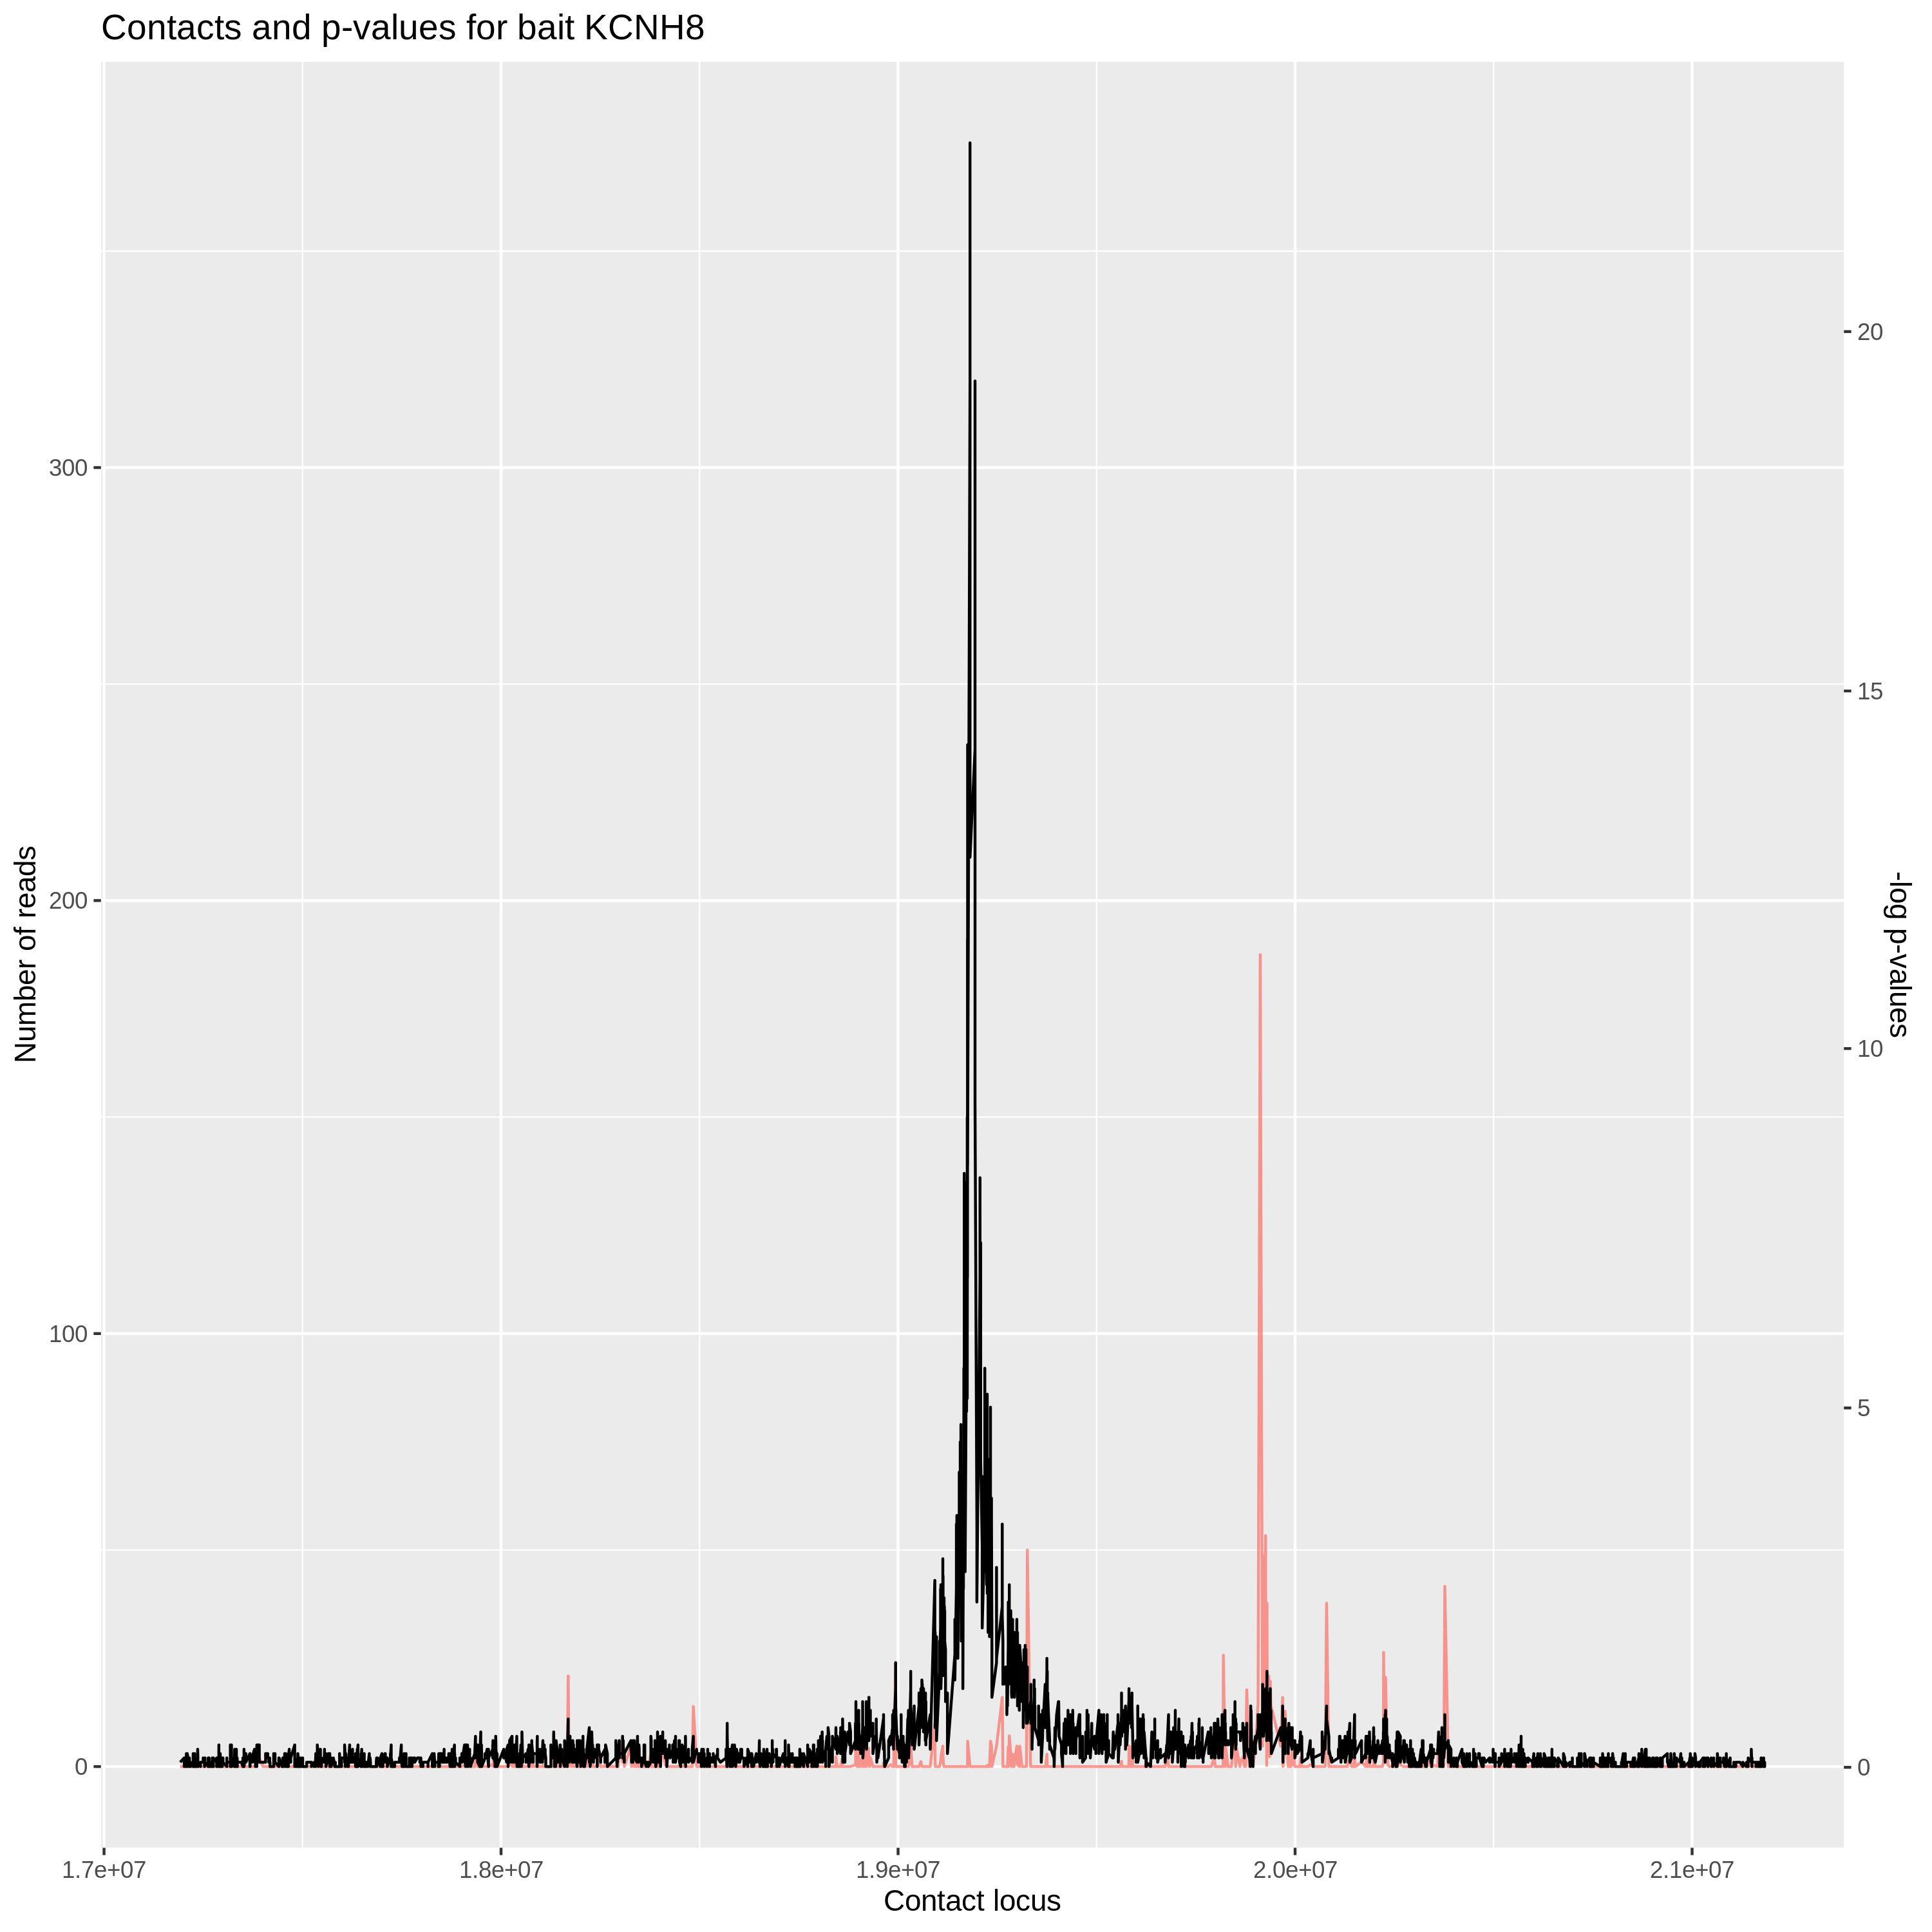 Contacts and p-values for bait KCNH8
Number of reads
300
200
100
0
20
15
10
5
0
-log p-values
1.7e+07 1.8e+07 1.9e+07 2.0e+07 2.1e+07
Contact locus